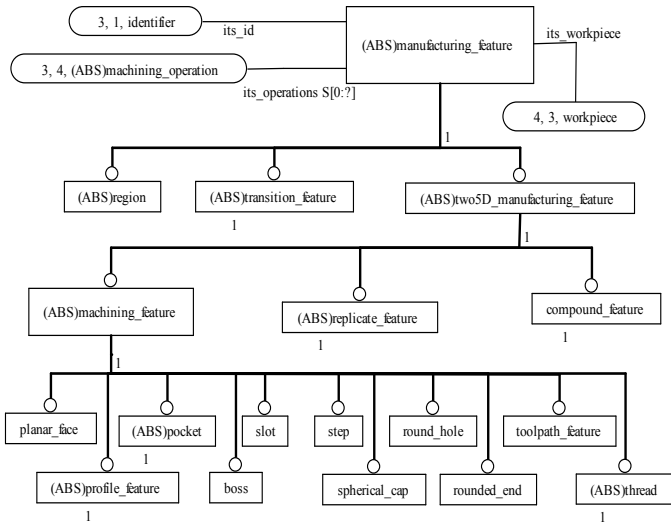 3, 1, identifier
its_id
(ABS)manufacturing_feature
its_workpiece
3, 4, (ABS)machining_operation
its_operations S[0:?]
4, 3, workpiece
1
(ABS)region
(ABS)transition_feature
(ABS)two5D_manufacturing_feature
1
1
(ABS)machining_feature
(ABS)replicate_feature
compound_feature
1
1
1
planar_face
(ABS)pocket
slot
step
round_hole
toolpath_feature
1
(ABS)profile_feature
boss
spherical_cap
rounded_end
(ABS)thread
1
1